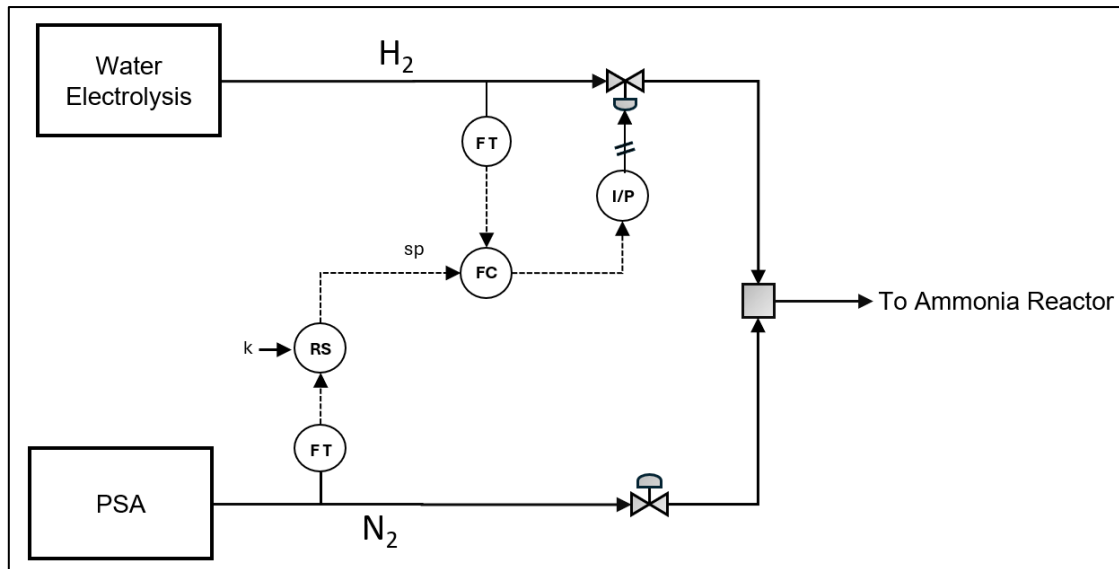 Water
Electrolysis
H₂
FT
I/P
sp
FC
To Ammonia Reactor
k
RS
FT
PSA
N₂